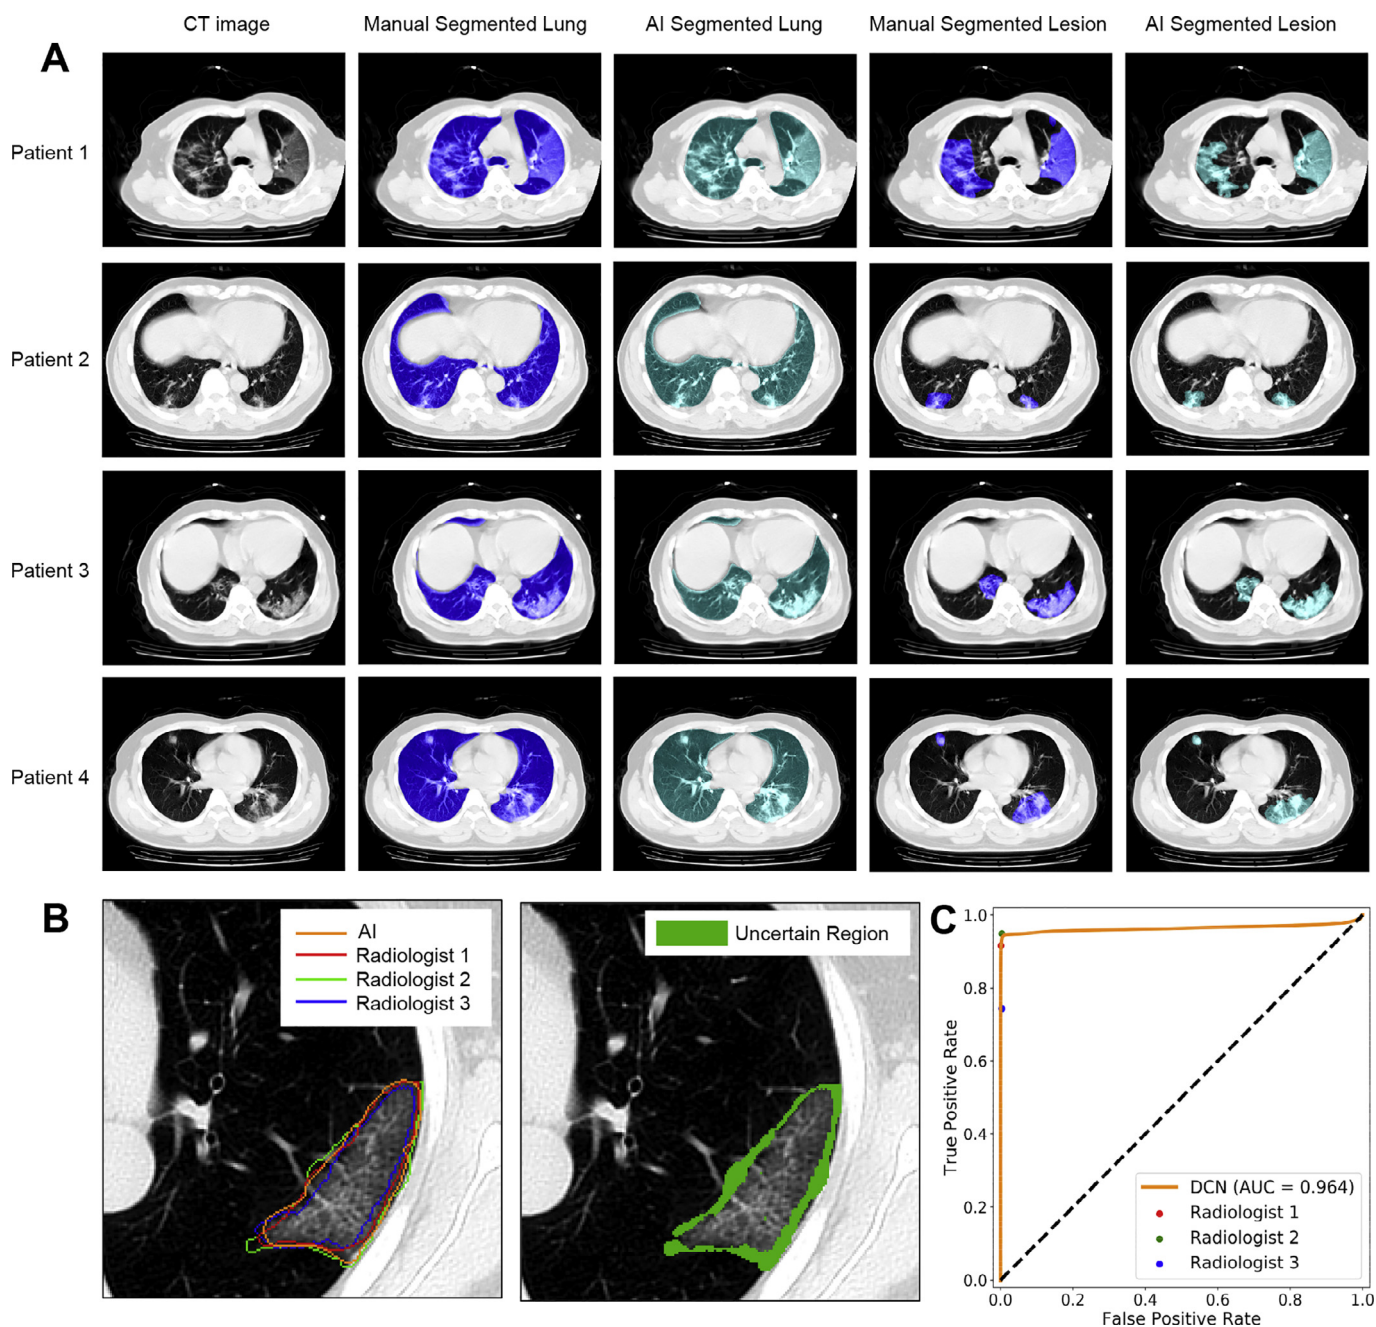 CT image
Manual Segmented Lung
AI Segmented Lung
Manual Segmented Lesion
AI Segmented Lesion
A
Patient 1
Patient 2
Patient 3
Patient 4
B
AI
Radiologist 1
Radiologist 2
Radiologist 3
Uncertain Region
C
1.0
0.8
0.6
0.4
0.2
0.0
True Positive Rate
DCN (AUC = 0.964)
Radiologist 1
Radiologist 2
Radiologist 3
0.0 0.2 0.4 0.6 0.8 1.0
False Positive Rate